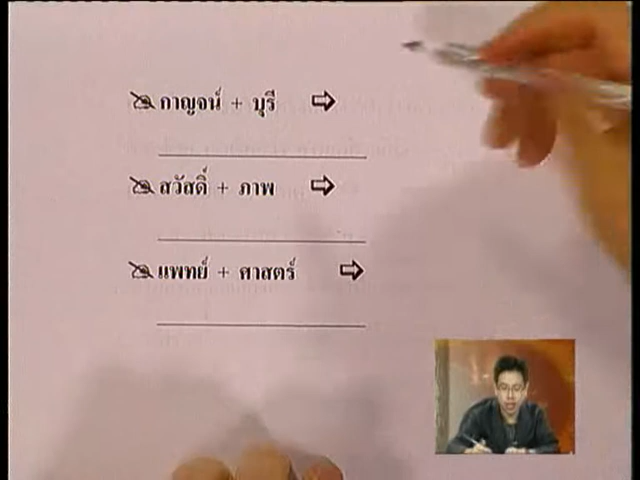 กาญจน์ + บุรี ⇨
สวัสดิ์ + ภาพ ⇨
แพทย์ + ศาสตร์ ⇨